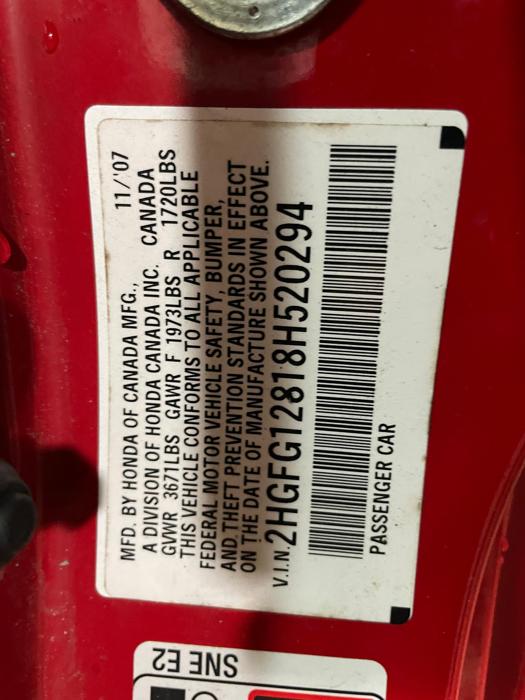 MFD. BY HONDA OF CANADA MFG., 11/'07
A DIVISION OF HONDA CANADA INC. CANADA
GVWR 3671LBS GAWR F 1973LBS R 1720LBS
THIS VEHICLE CONFORMS TO ALL APPLICABLE
FEDERAL MOTOR VEHICLE SAFETY, BUMPER,
AND THEFT PREVENTION STANDARDS IN EFFECT
ON THE DATE OF MANUFACTURE SHOWN ABOVE.
V.I.N. 2HGFG12818H520294
PASSENGER CAR
SNE E2